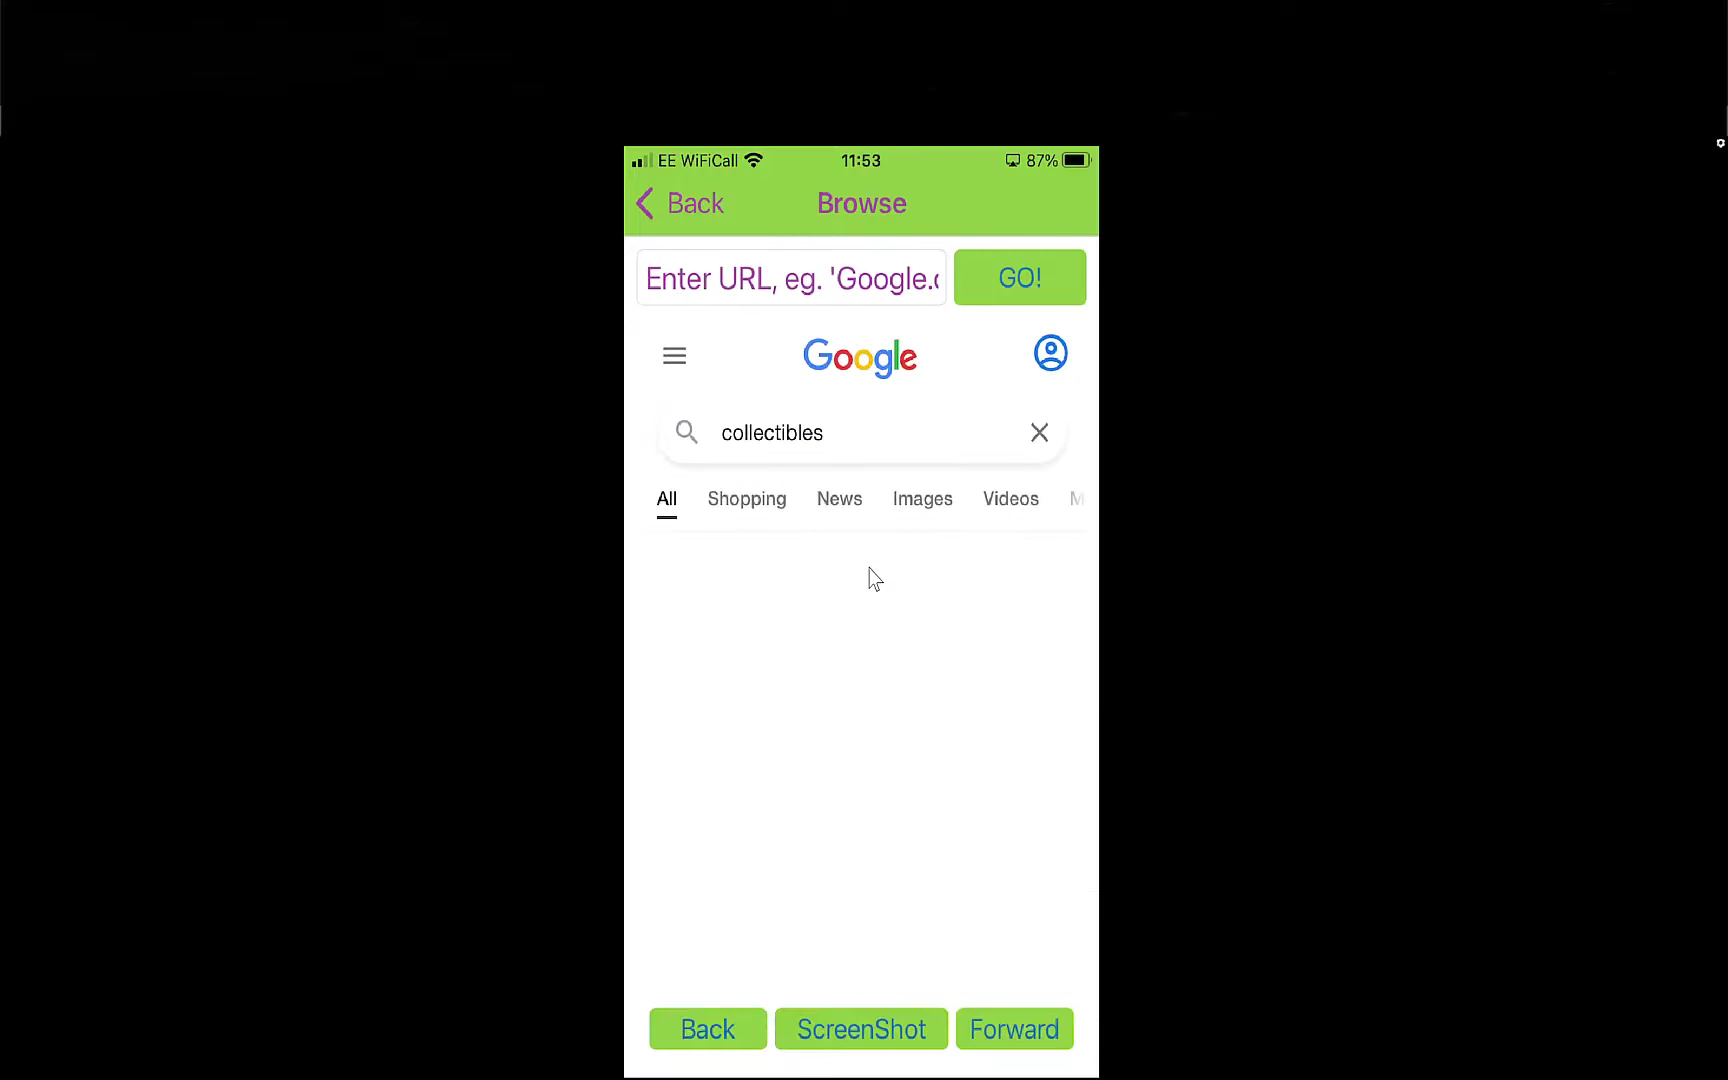 EE WiFiCall 11:53 87%
Back Browse
Enter URL, eg. 'Google. GO!
Google
collectibles
All Shopping News Images Videos
Back ScreenShot Forward